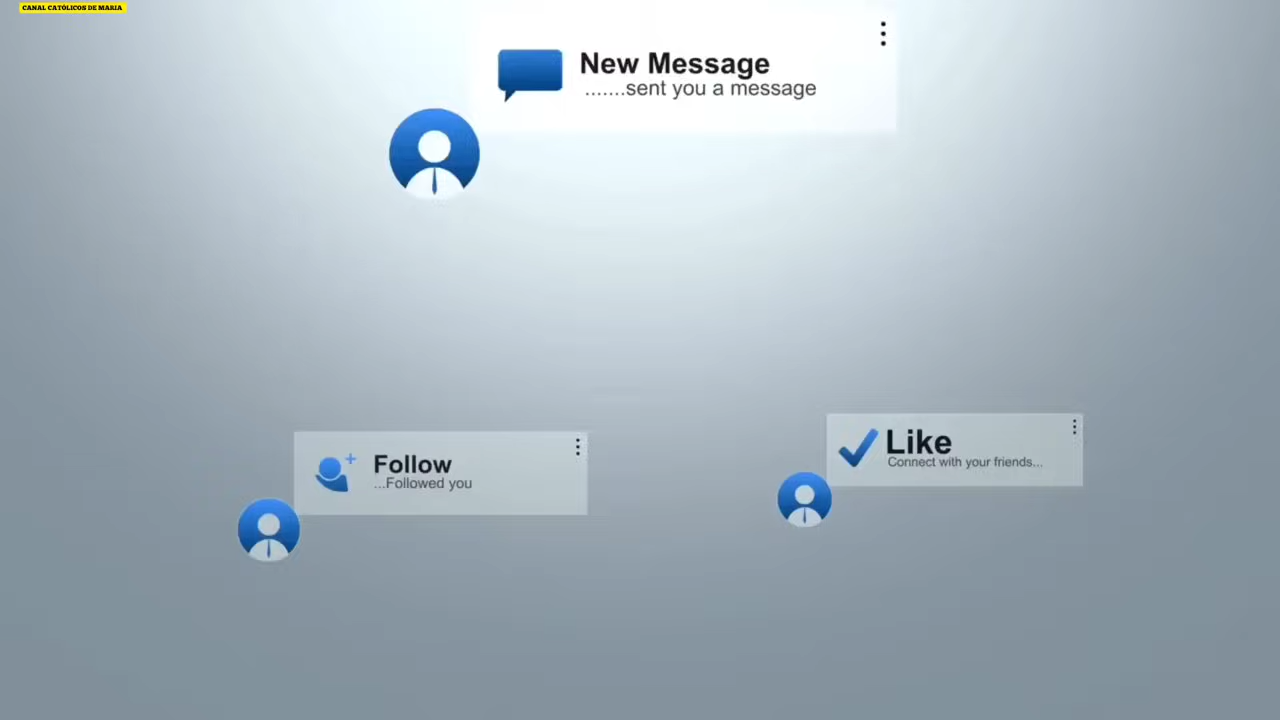 CANAL CATÓLICOS DE MARIA
New Message
.......sent you a message
Follow
...Followed you
Like
Connect with your friends...